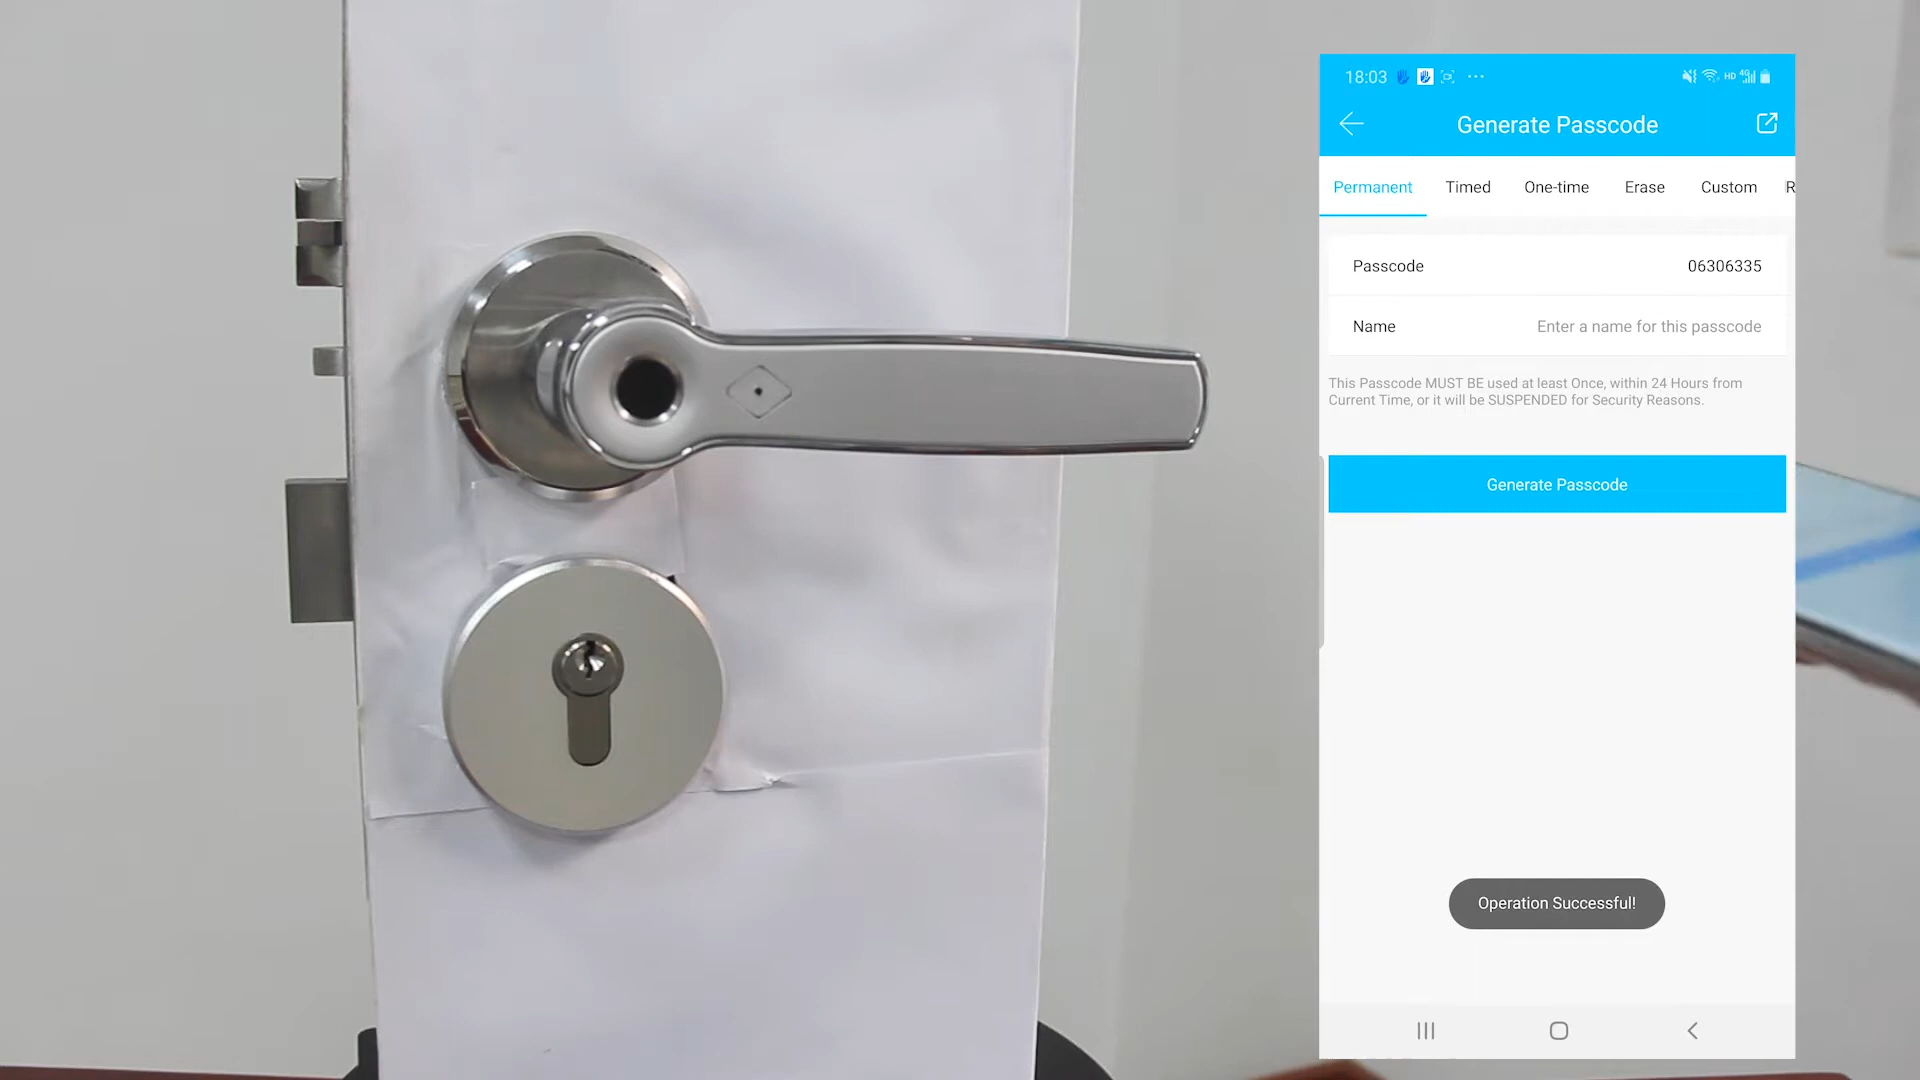 18:03
HD 4G
Generate Passcode
Permanent Timed One-time Erase Custom R
Passcode 06306335
Name Enter a name for this passcode
This Passcode MUST BE used at least Once, within 24 Hours from
Current Time, or it will be SUSPENDED for Security Reasons.
Generate Passcode
Operation Successful!